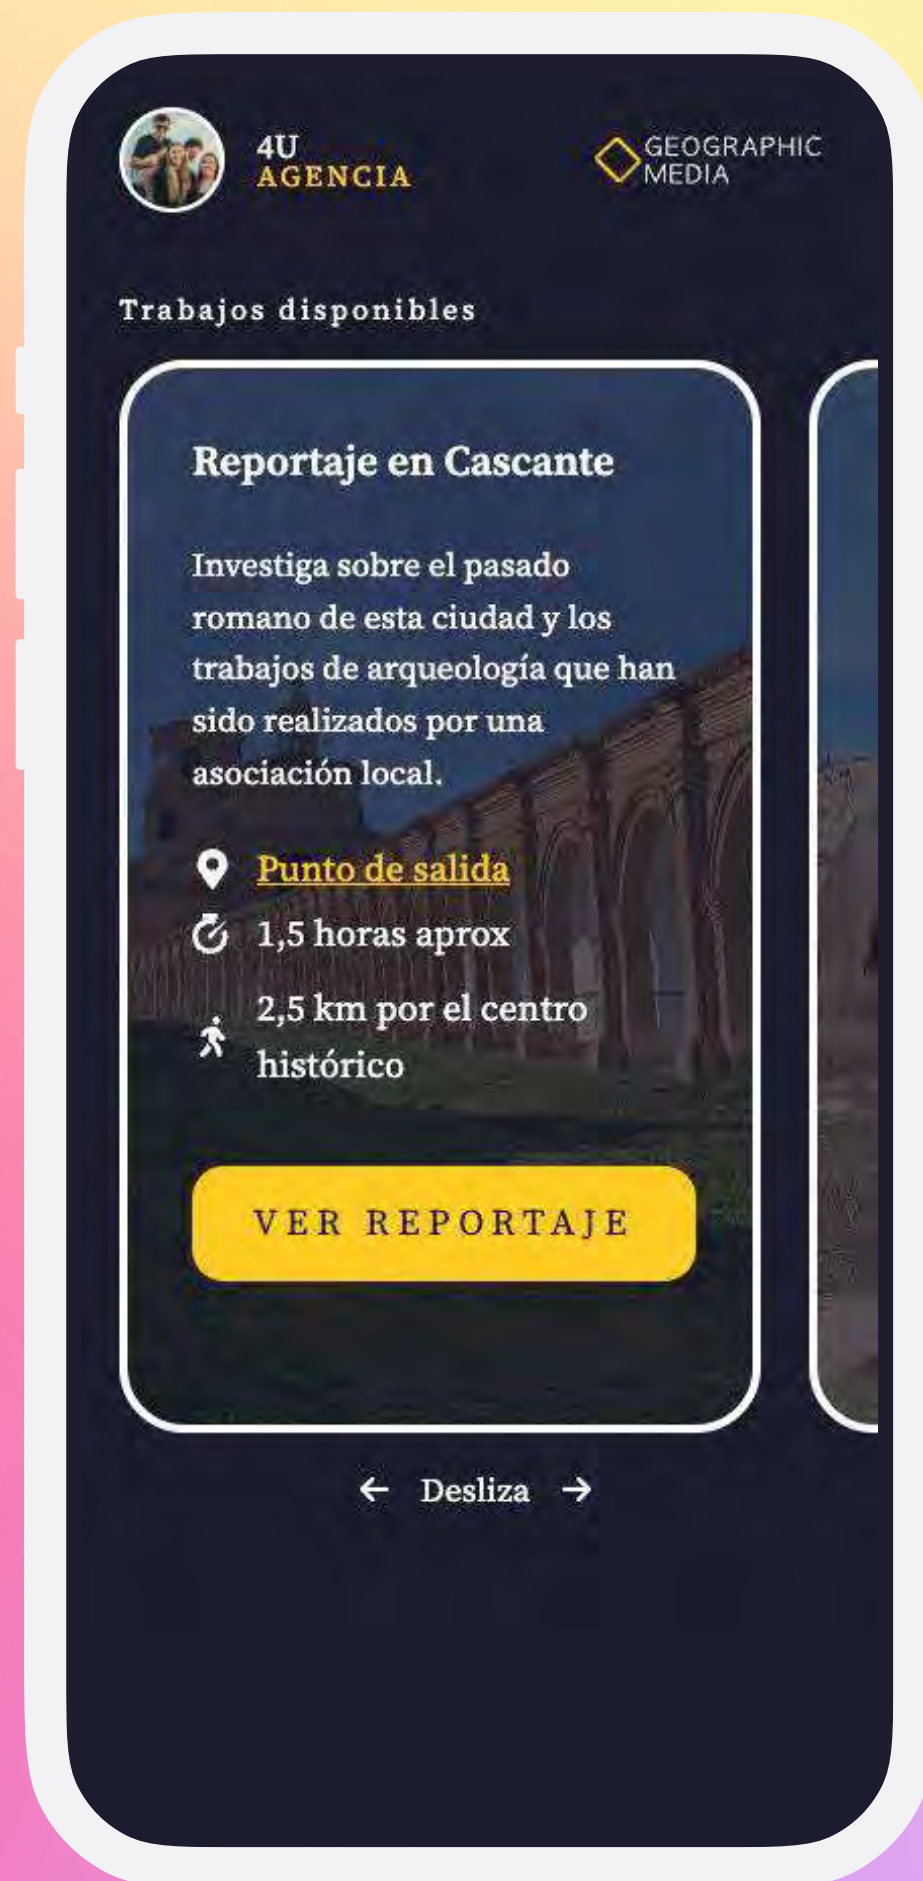 4U
AGENCIA
GEOGRAPHIC
MEDIA
Trabajos disponibles
Reportaje en Cascante
Investiga sobre el pasado
romano de esta ciudad y los
trabajos de arqueología que han
sido realizados por una
asociación local.
Punto de salida
1,5 horas aprox
2,5 km por el centro
histórico
VER REPORTAJE
← Desliza →